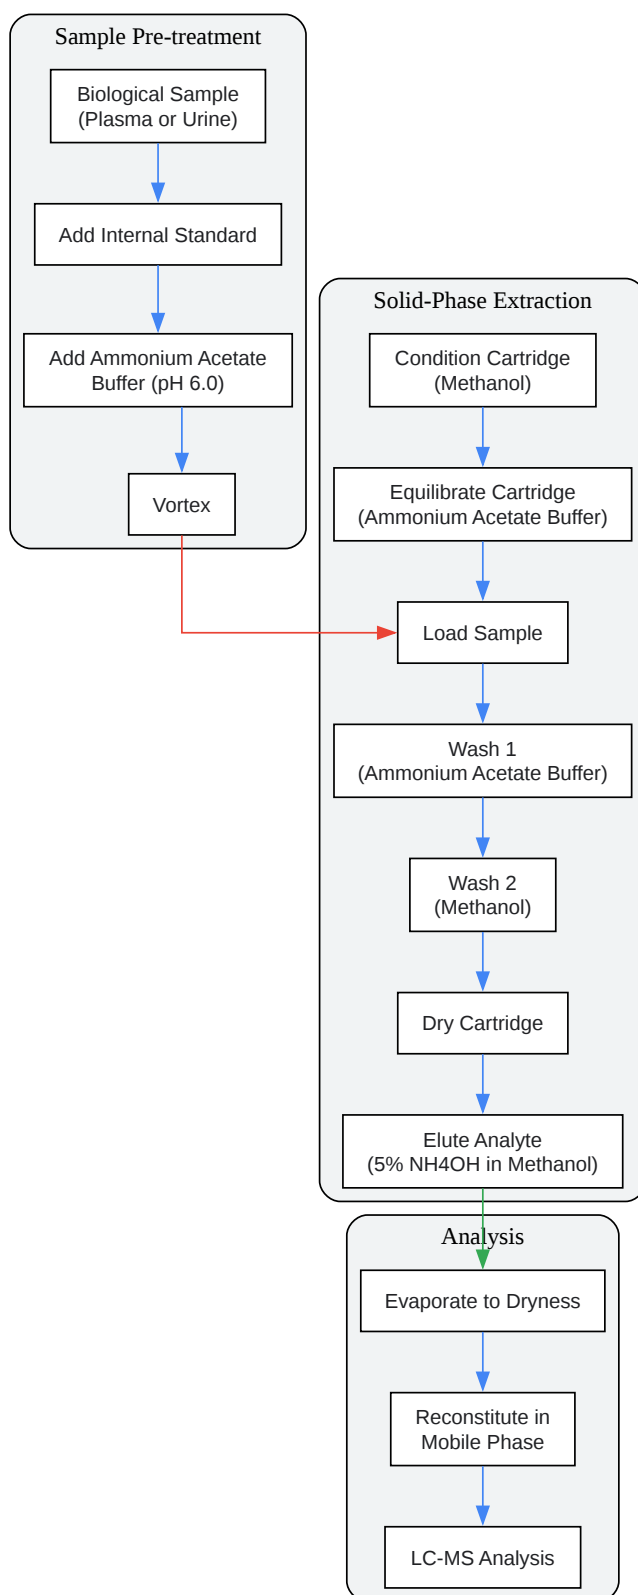 Sample Pre-treatment
Biological Sample
(Plasma or Urine)
Add Internal Standard
Add Ammonium Acetate
Buffer (pH 6.0)
Vortex
Solid-Phase Extraction
Condition Cartridge
(Methanol)
Equilibrate Cartridge
(Ammonium Acetate Buffer)
Load Sample
Wash 1
(Ammonium Acetate Buffer)
Wash 2
(Methanol)
Dry Cartridge
Elute Analyte
(5% NH4OH in Methanol)
Analysis
Evaporate to Dryness
Reconstitute in
Mobile Phase
LC-MS Analysis